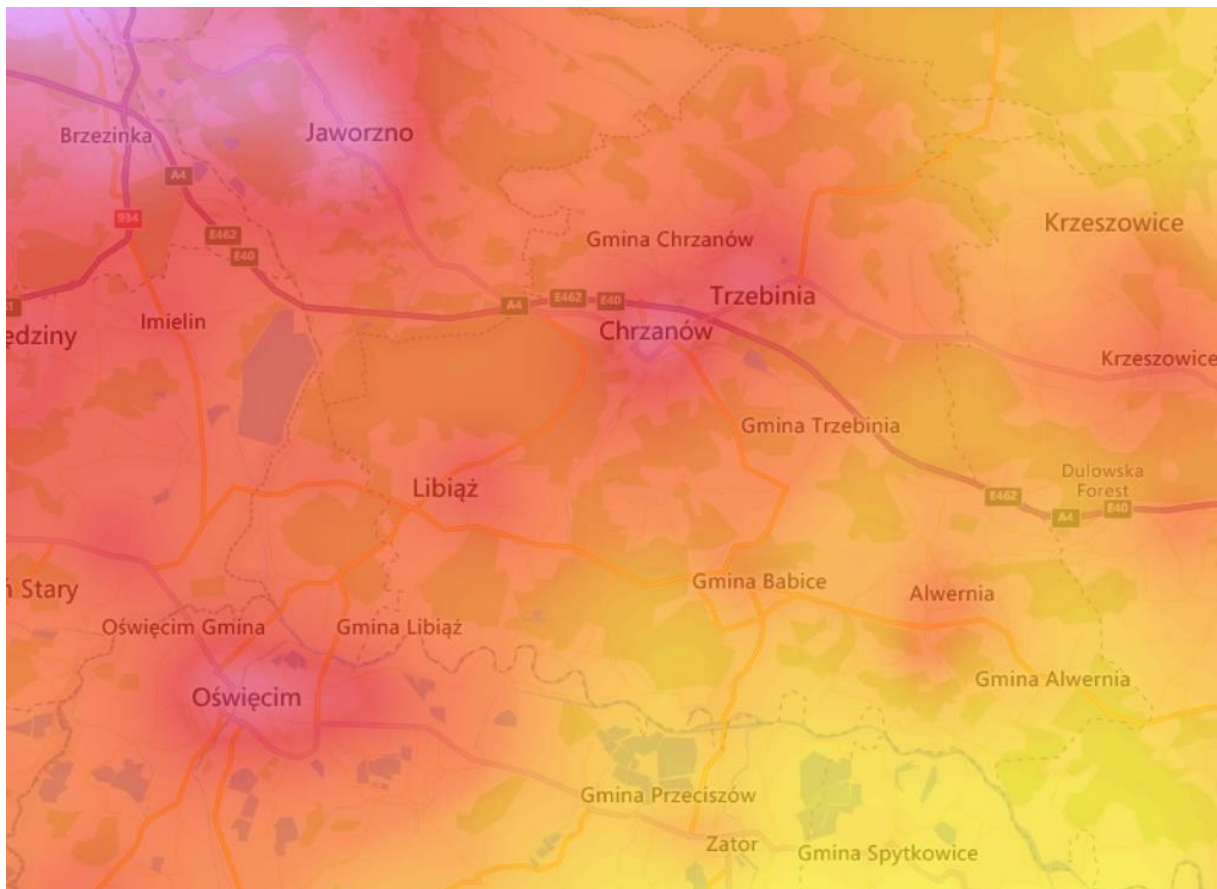 Brzezinka
Jaworzno
A4
934
E462
E40
Gmina Chrzanów
Krzeszowice
Imielin
ędziny
A4
E462
E40
Trzebinia
Chrzanów
Krzeszowice
Gmina Trzebinia
Libiąż
Dulowska
Forest
E462
A4
E40
ń Stary
Gmina Babice
Alwernia
Oświęcim Gmina
Gmina Libiąż
Oświęcim
Gmina Alwernia
Gmina Przeciszów
Zator
Gmina Spytkowice